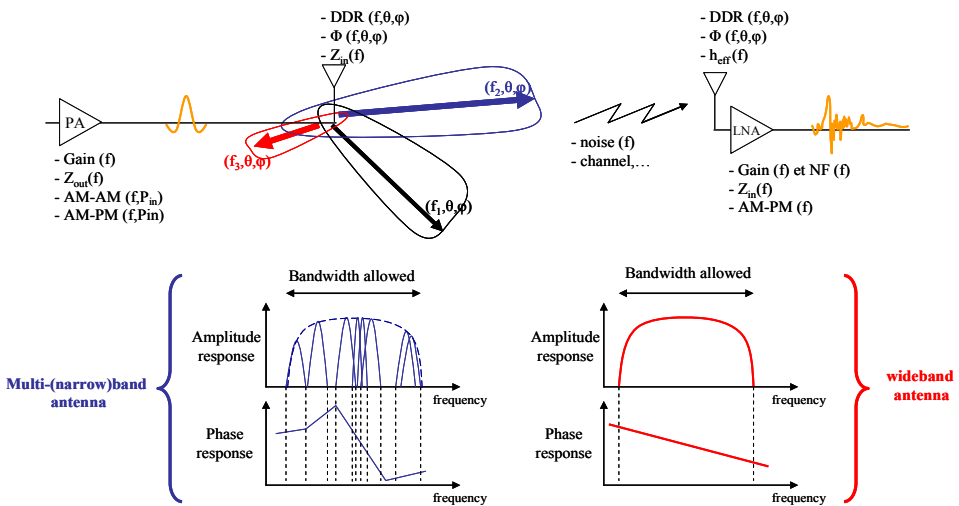 - DDR (f,θ,φ)
- Φ (f,θ,φ)
- Zin(f)
(f2,θ,φ)
(f3,θ,φ)
(f1,θ,φ)
PA
- Gain (f)
- Zout(f)
- AM-AM (f,Pin)
- AM-PM (f,Pin)
- noise (f)
- channel,...
- DDR (f,θ,φ)
- Φ (f,θ,φ)
- heff(f)
LNA
- Gain (f) et NF (f)
- Zin(f)
- AM-PM (f)
Multi-(narrow)band
antenna
Bandwidth allowed
Amplitude
response
frequency
Phase
response
frequency
Bandwidth allowed
Amplitude
response
frequency
Phase
response
frequency
wideband
antenna